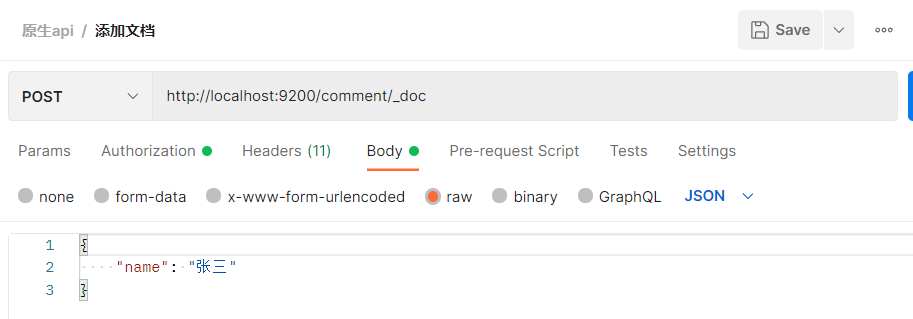 原生api / 添加文档
Save
POST
http://localhost:9200/comment/_doc
Params Authorization Headers (11) Body Pre-request Script Tests Settings
none form-data x-www-form-urlencoded raw binary GraphQL JSON
1 {
2 "name": "张三"
3 }